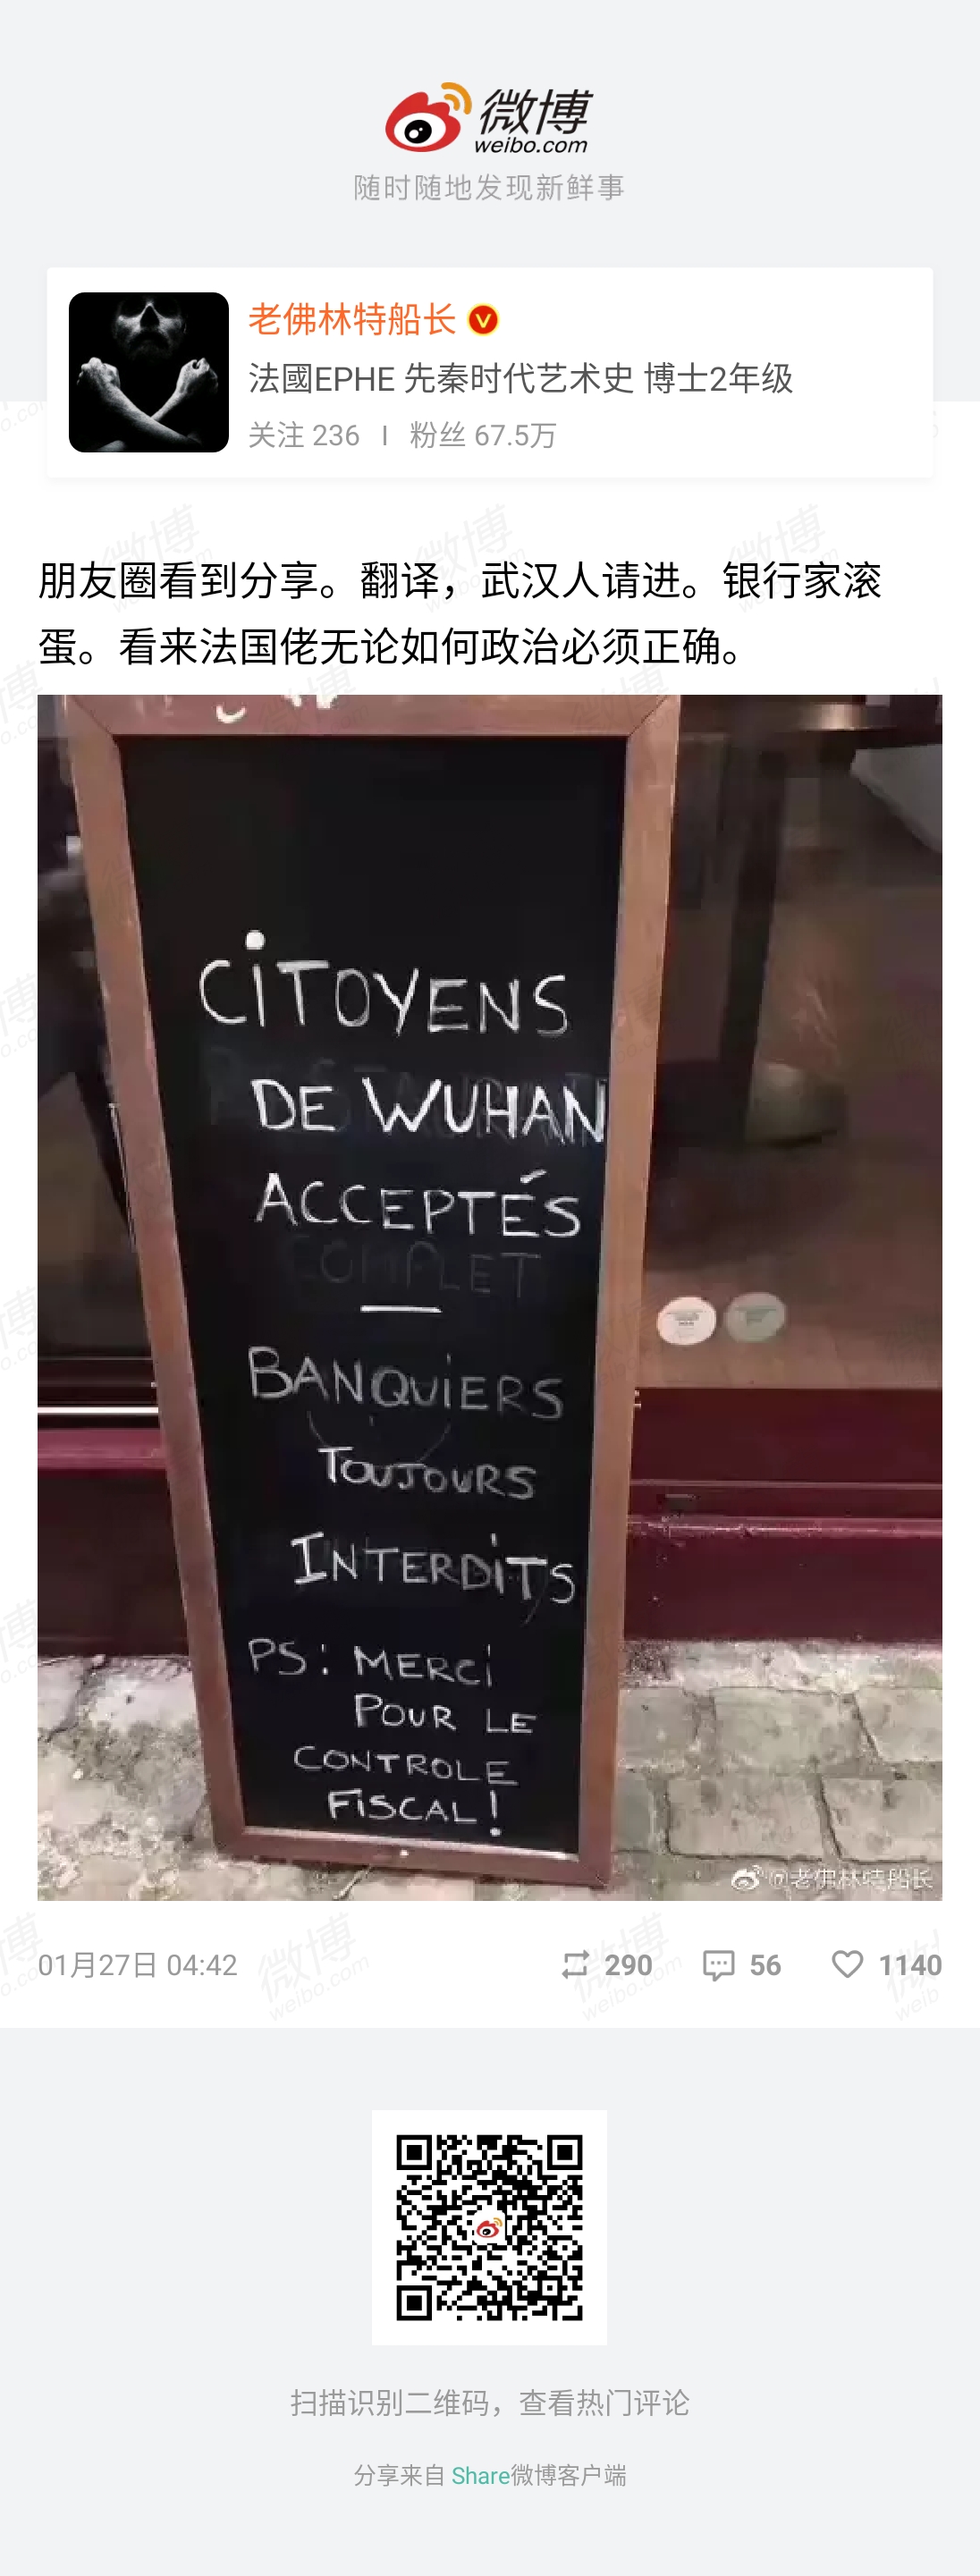 微博
weibo.com
随时随地发现新鲜事
老佛林特船长
法國EPHE 先秦时代艺术史 博士2年级
关注 236 | 粉丝 67.5万
朋友圈看到分享。翻译，武汉人请进。银行家滚
蛋。看来法国佬无论如何政治必须正确。
CITOYENS
DE WUHAN
ACCEPTÉS
COMPLET
BANQUIERS
TOUJOURS
INTERDITS
PS: MERCI
POUR LE
CONTROLE
FISCAL!
@老佛林特船长
01月27日 04:42 290 56 1140
扫描识别二维码，查看热门评论
分享来自 Share微博客户端